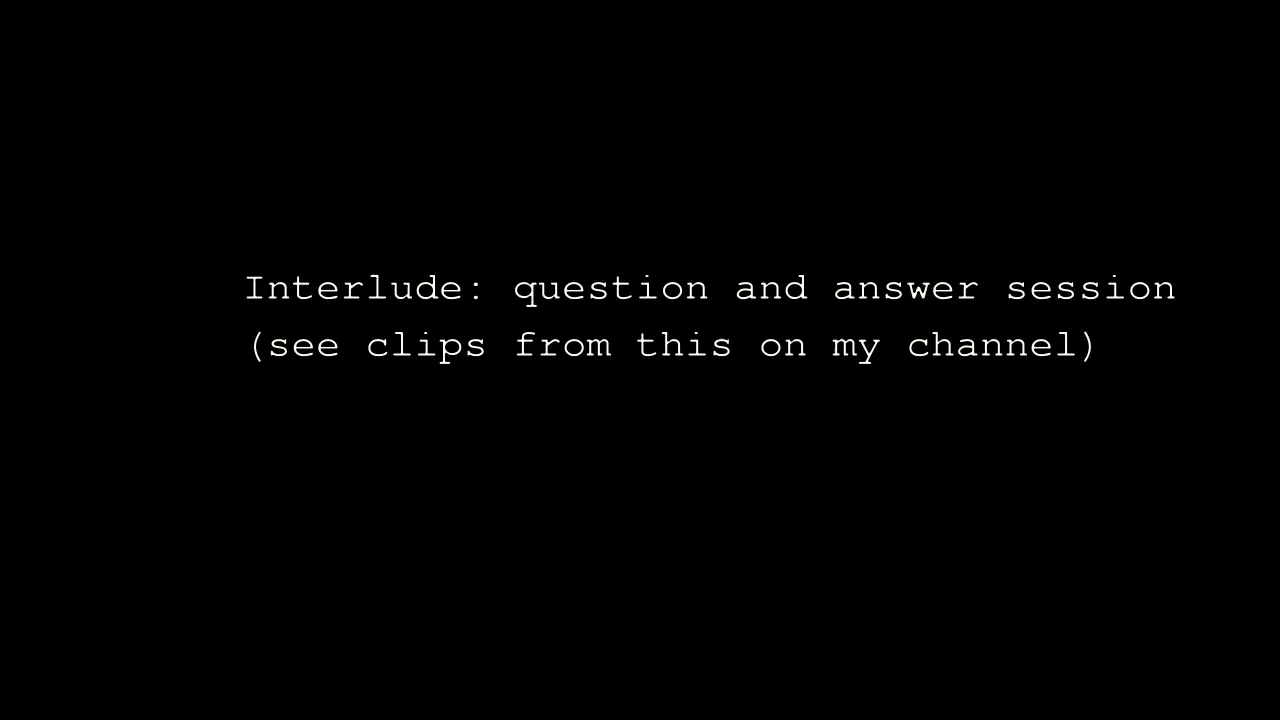 Interlude: question and answer session
(see clips from this on my channel)